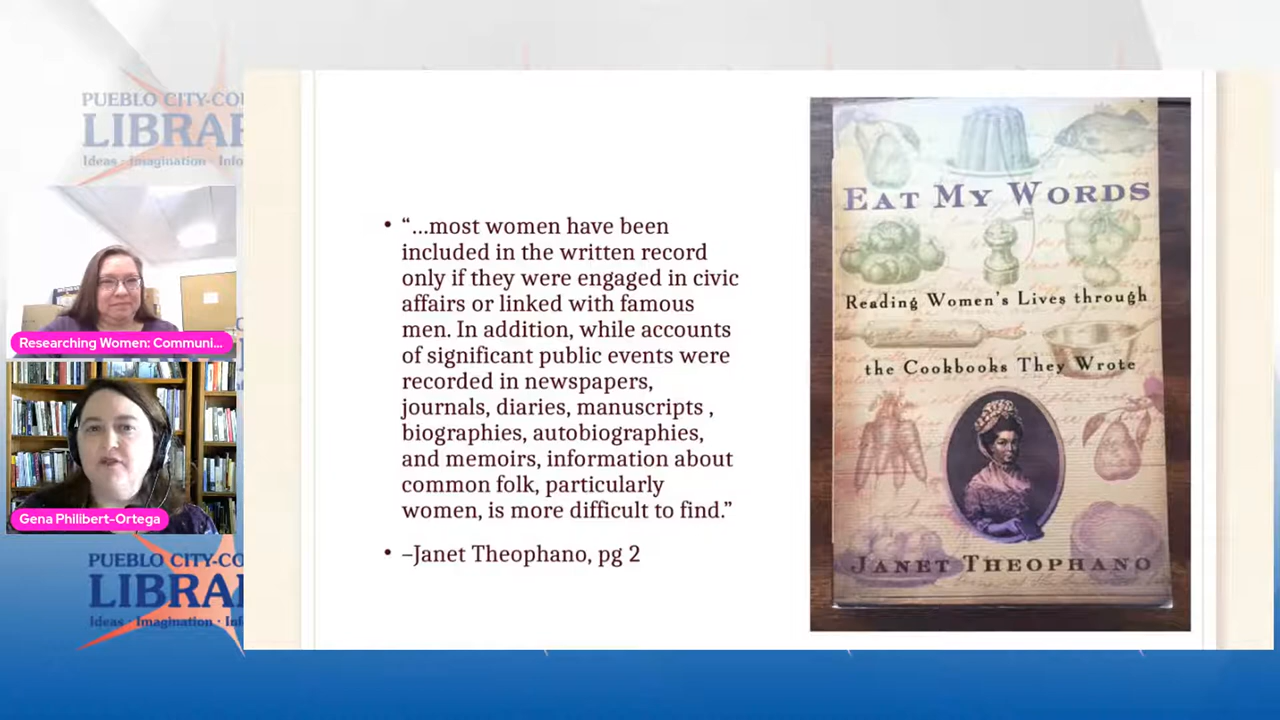 PUEBLO CITY-COU
LIBRAR
Ideas · Imagination · Info
Researching Women: Communi...
Gena Philibert-Ortega
PUEBLO CITY-COU
LIBRAR
Ideas · Imagination · Inf
• “...most women have been
included in the written record
only if they were engaged in civic
affairs or linked with famous
men. In addition, while accounts
of significant public events were
recorded in newspapers,
journals, diaries, manuscripts ,
biographies, autobiographies,
and memoirs, information about
common folk, particularly
women, is more difficult to find.”
• –Janet Theophano, pg 2
EAT MY WORDS
Reading Women's Lives through
the Cookbooks They Wrote
JANET THEOPHANO